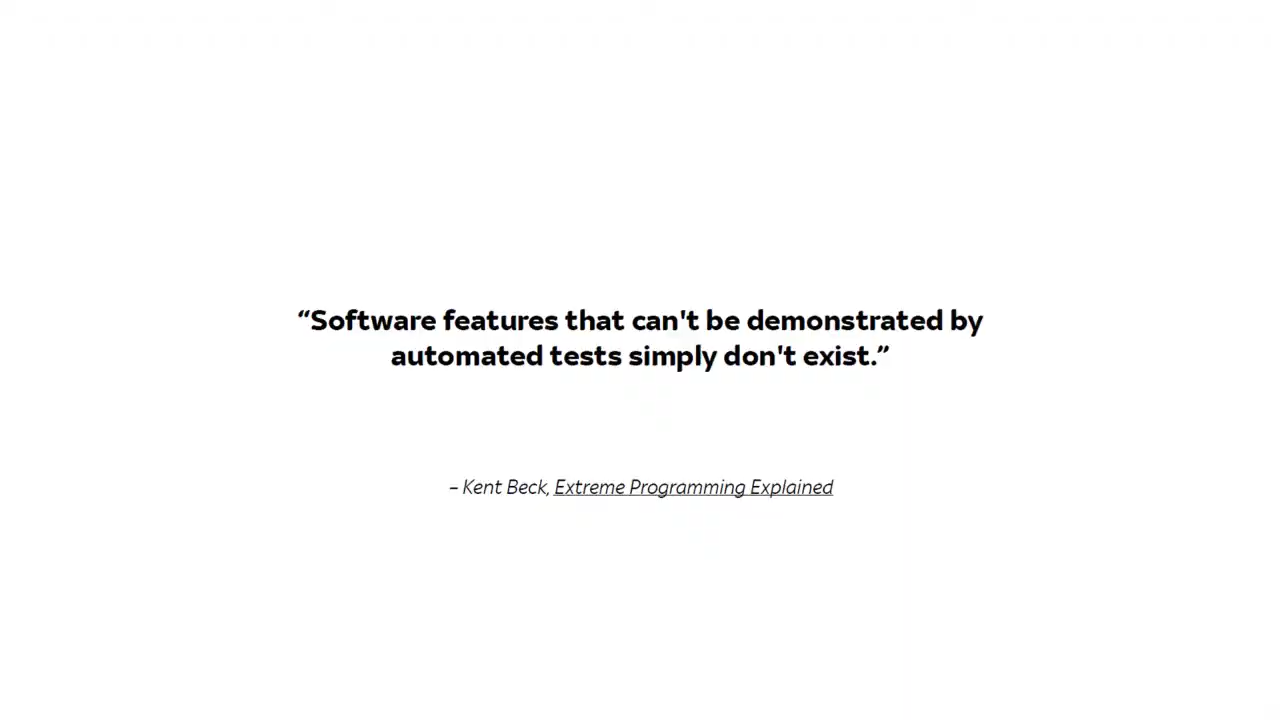 “Software features that can't be demonstrated by
automated tests simply don't exist.”
– Kent Beck, Extreme Programming Explained